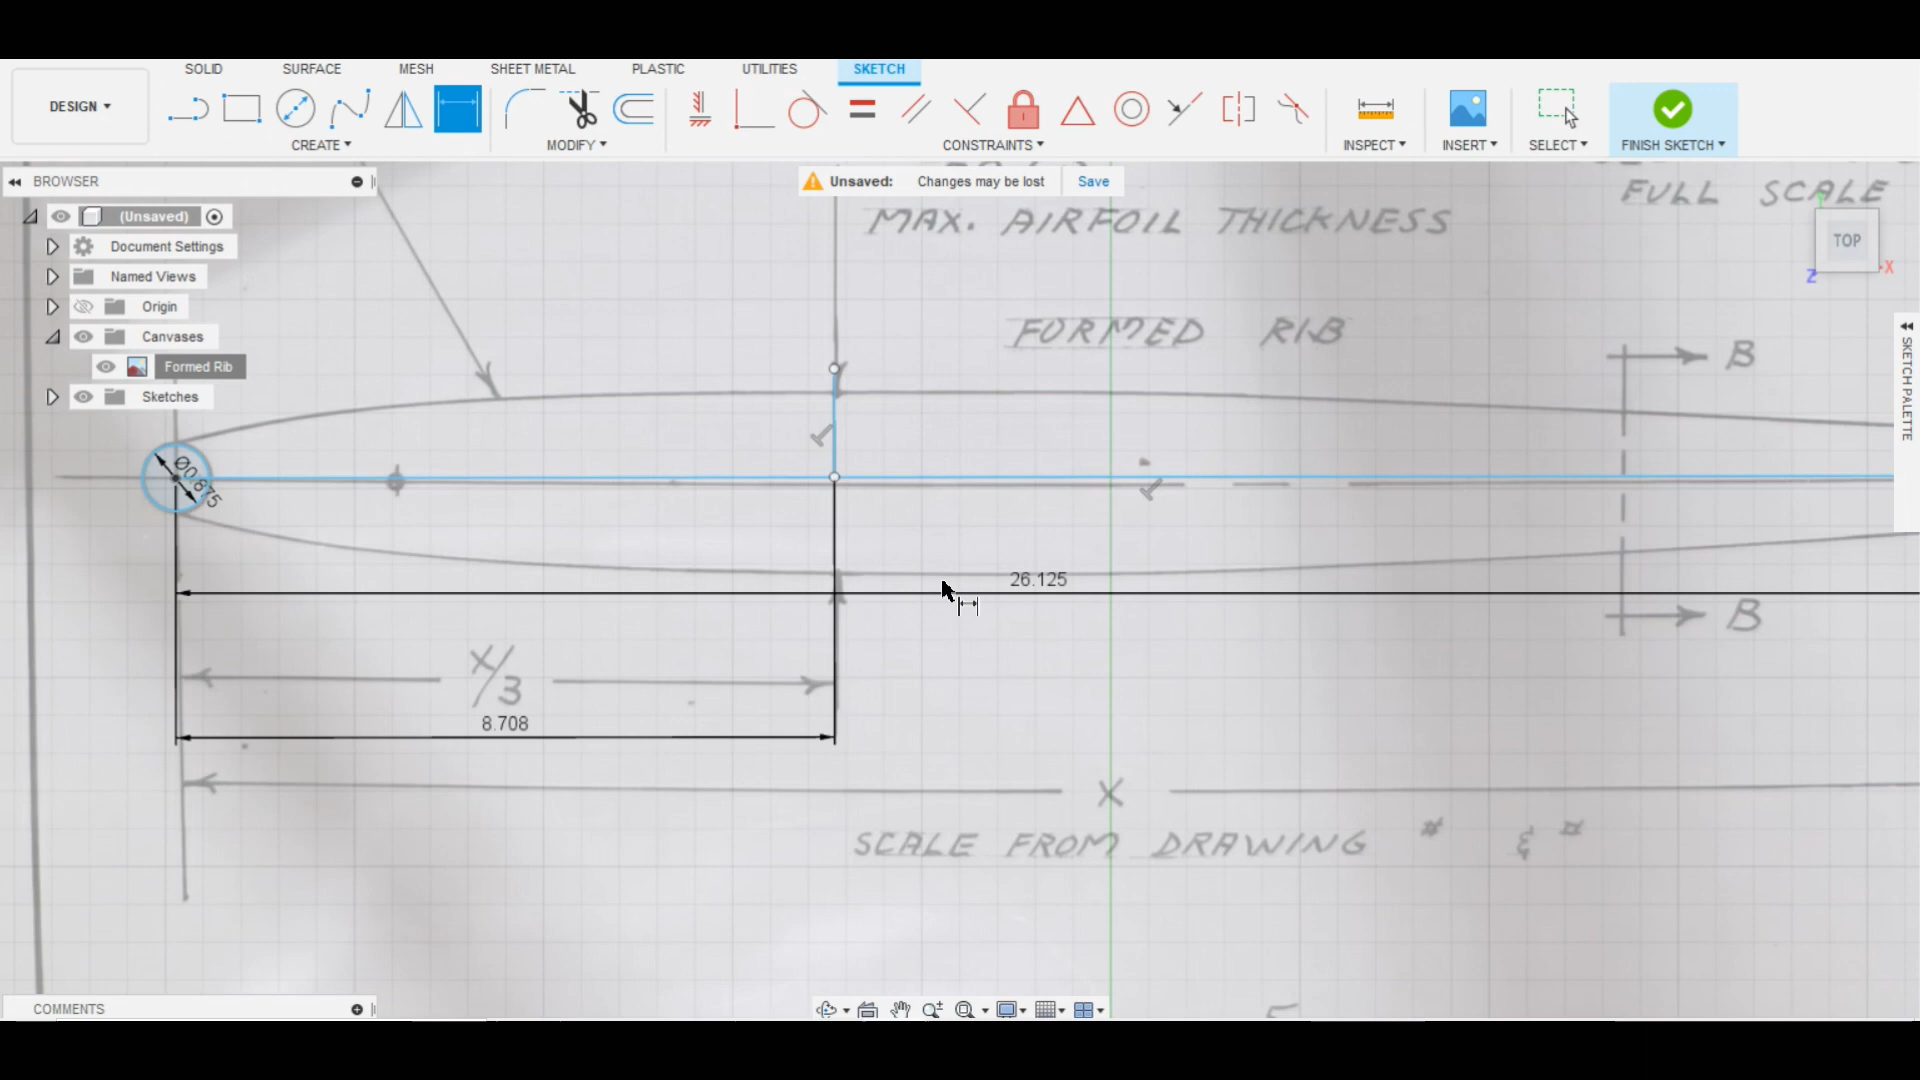 SOLID
SURFACE
MESH
SHEET METAL
PLASTIC
UTILITIES
SKETCH
DESIGN
CREATE
MODIFY
CONSTRAINTS
INSPECT
INSERT
SELECT
FINISH SKETCH
BROWSER
Unsaved: Changes may be lost Save
(Unsaved)
Document Settings
Named Views
Origin
Canvases
Formed Rib
Sketches
FULL SCALE
MAX. AIRFOIL THICKNESS
TOP
Y
X
Z
FORMED RIB
B
SKETCH PALETTE
Ø0.875
26.125
B
X/3
8.708
X
SCALE FROM DRAWING # & #
COMMENTS